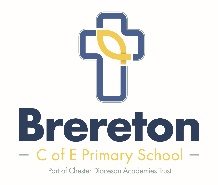 Brereton
- C of E Primary School -
Part of Chester Diocesan Academies Trust